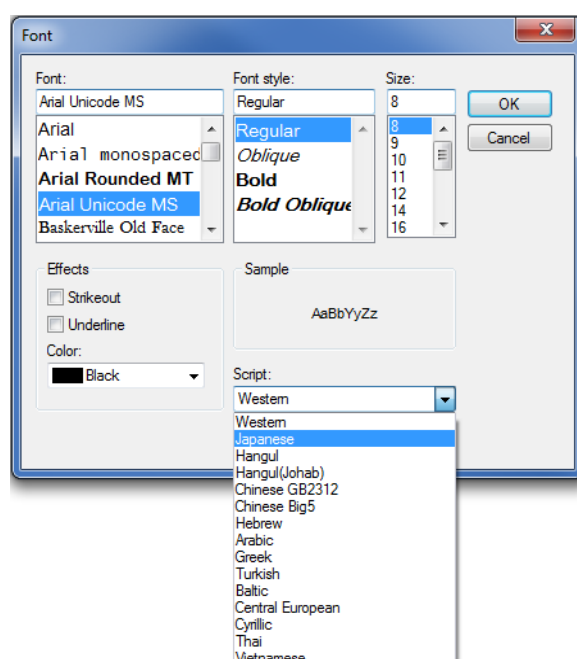 Font
Font:
Font style:
Size:
Arial Unicode MS
Regular
8
OK
Cancel
Arial
Arial monospaced
Arial Rounded MT
Arial Unicode MS
Baskerville Old Face
Regular
Oblique
Bold
Bold Oblique
8
9
10
11
12
14
16
Effects
Strikeout
Underline
Color:
Black
Sample
AaBbYyZz
Script:
Western
Western
Japanese
Hangul
Hangul(Johab)
Chinese GB2312
Chinese Big5
Hebrew
Arabic
Greek
Turkish
Baltic
Central European
Cyrillic
Thai
Vietnamese